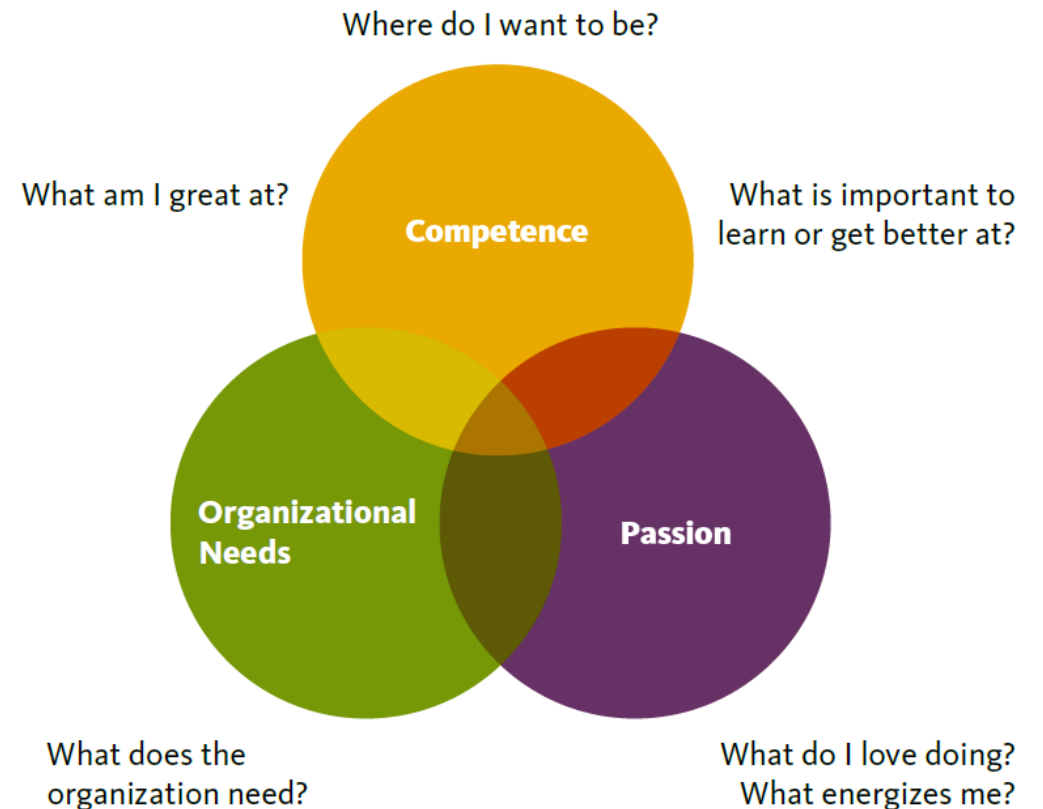 Where do I want to be?
What am I great at?
What is important to
learn or get better at?
Competence
Organizational
Needs
Passion
What does the
organization need?
What do I love doing?
What energizes me?